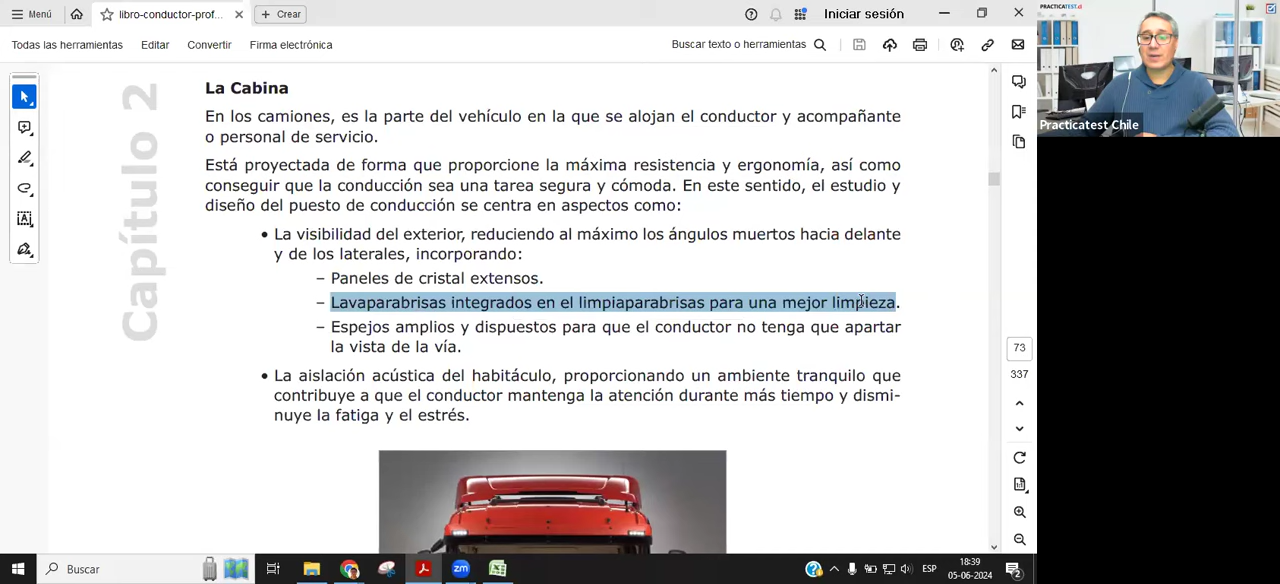 Menú
libro-conductor-prof...
Crear
Iniciar sesión
Todas las herramientas
Editar
Convertir
Firma electrónica
Buscar texto o herramientas
PRACTICATEST.cl
Practicatest Chile
Capítulo 2
La Cabina
En los camiones, es la parte del vehículo en la que se alojan el conductor y acompañante
o personal de servicio.
Está proyectada de forma que proporcione la máxima resistencia y ergonomía, así como
conseguir que la conducción sea una tarea segura y cómoda. En este sentido, el estudio y
diseño del puesto de conducción se centra en aspectos como:
• La visibilidad del exterior, reduciendo al máximo los ángulos muertos hacia delante
y de los laterales, incorporando:
– Paneles de cristal extensos.
– Lavaparabrisas integrados en el limpiaparabrisas para una mejor limpieza.
– Espejos amplios y dispuestos para que el conductor no tenga que apartar
la vista de la vía.
• La aislación acústica del habitáculo, proporcionando un ambiente tranquilo que
contribuye a que el conductor mantenga la atención durante más tiempo y dismi-
nuye la fatiga y el estrés.
73
337
Buscar
zm
ESP
18:39
05-06-2024
2